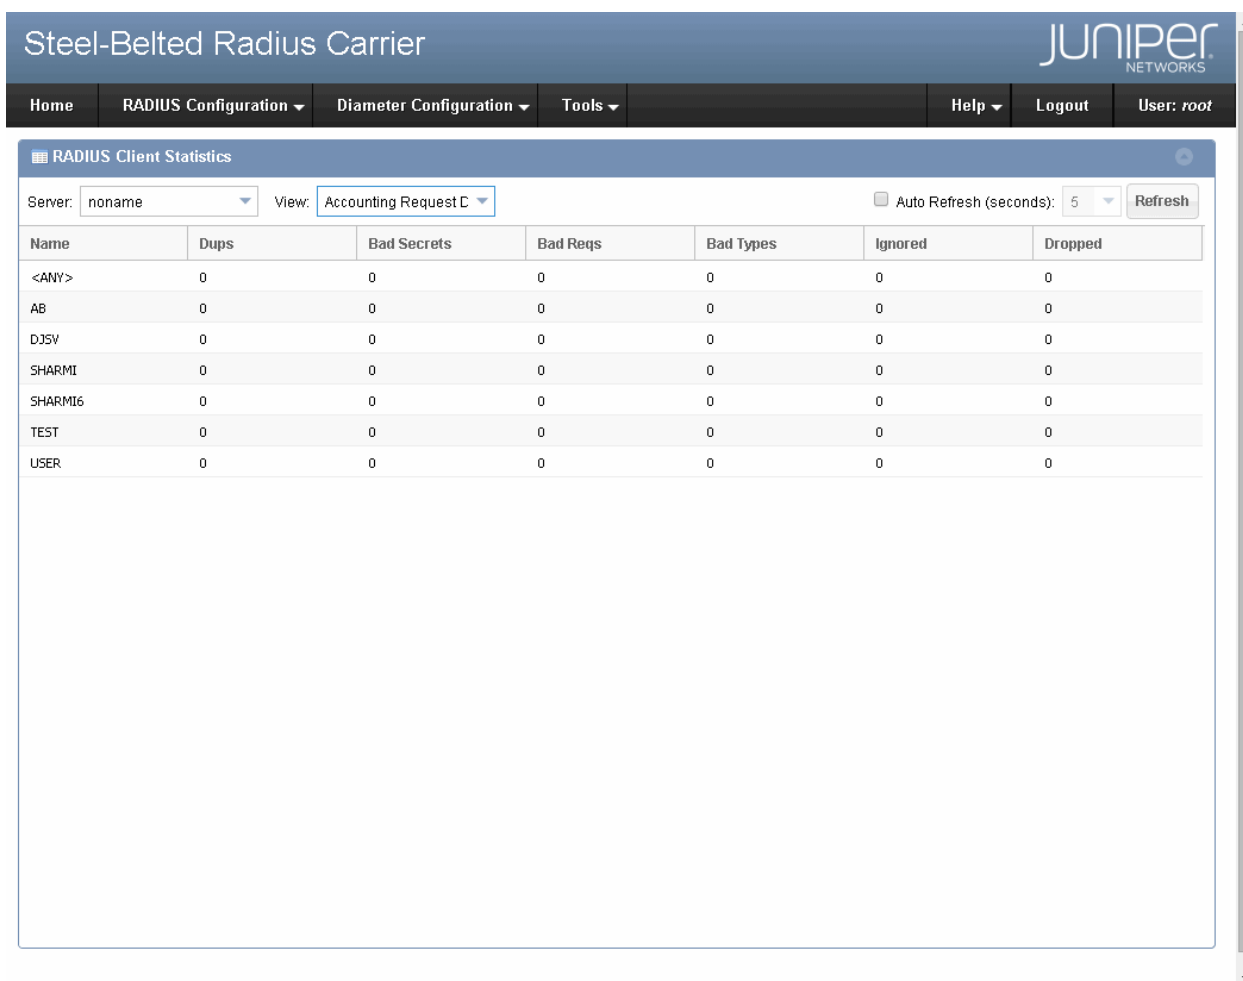 Steel-Belted Radius Carrier
JUNIPER
NETWORKS
Home RADIUS Configuration Diameter Configuration Tools Help Logout User: root
RADIUS Client Statistics
Server: noname View: Accounting Request D Auto Refresh (seconds): 5 Refresh
Name Dups Bad Secrets Bad Reqs Bad Types Ignored Dropped
<ANY> 0 0 0 0 0 0
AB 0 0 0 0 0 0
DJSV 0 0 0 0 0 0
SHARMI 0 0 0 0 0 0
SHARMI6 0 0 0 0 0 0
TEST 0 0 0 0 0 0
USER 0 0 0 0 0 0